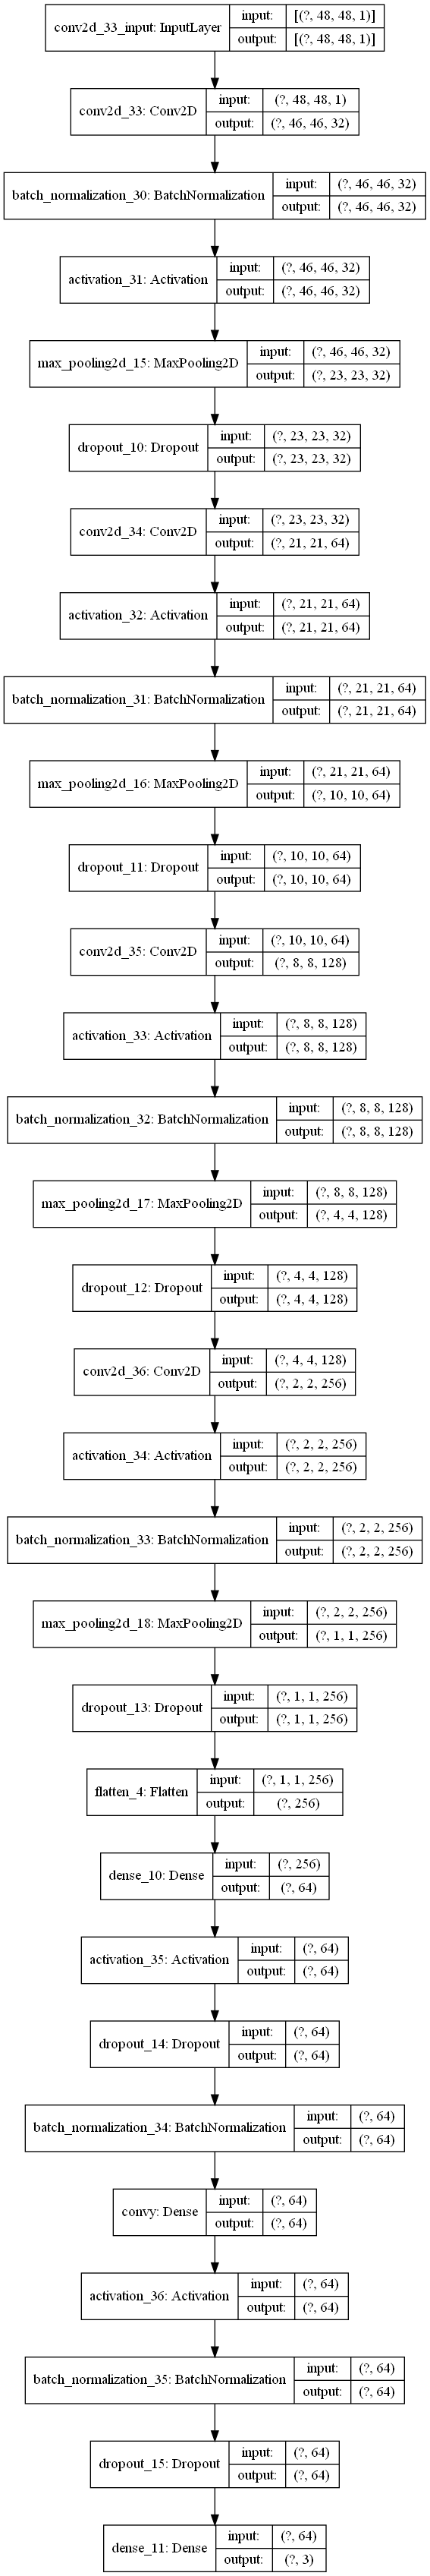 conv2d_33_input: InputLayer input: [(?, 48, 48, 1)]
output: [(?, 48, 48, 1)]
conv2d_33: Conv2D input: (?, 48, 48, 1)
output: (?, 46, 46, 32)
batch_normalization_30: BatchNormalization input: (?, 46, 46, 32)
output: (?, 46, 46, 32)
activation_31: Activation input: (?, 46, 46, 32)
output: (?, 46, 46, 32)
max_pooling2d_15: MaxPooling2D input: (?, 46, 46, 32)
output: (?, 23, 23, 32)
dropout_10: Dropout input: (?, 23, 23, 32)
output: (?, 23, 23, 32)
conv2d_34: Conv2D input: (?, 23, 23, 32)
output: (?, 21, 21, 64)
activation_32: Activation input: (?, 21, 21, 64)
output: (?, 21, 21, 64)
batch_normalization_31: BatchNormalization input: (?, 21, 21, 64)
output: (?, 21, 21, 64)
max_pooling2d_16: MaxPooling2D input: (?, 21, 21, 64)
output: (?, 10, 10, 64)
dropout_11: Dropout input: (?, 10, 10, 64)
output: (?, 10, 10, 64)
conv2d_35: Conv2D input: (?, 10, 10, 64)
output: (?, 8, 8, 128)
activation_33: Activation input: (?, 8, 8, 128)
output: (?, 8, 8, 128)
batch_normalization_32: BatchNormalization input: (?, 8, 8, 128)
output: (?, 8, 8, 128)
max_pooling2d_17: MaxPooling2D input: (?, 8, 8, 128)
output: (?, 4, 4, 128)
dropout_12: Dropout input: (?, 4, 4, 128)
output: (?, 4, 4, 128)
conv2d_36: Conv2D input: (?, 4, 4, 128)
output: (?, 2, 2, 256)
activation_34: Activation input: (?, 2, 2, 256)
output: (?, 2, 2, 256)
batch_normalization_33: BatchNormalization input: (?, 2, 2, 256)
output: (?, 2, 2, 256)
max_pooling2d_18: MaxPooling2D input: (?, 2, 2, 256)
output: (?, 1, 1, 256)
dropout_13: Dropout input: (?, 1, 1, 256)
output: (?, 1, 1, 256)
flatten_4: Flatten input: (?, 1, 1, 256)
output: (?, 256)
dense_10: Dense input: (?, 256)
output: (?, 64)
activation_35: Activation input: (?, 64)
output: (?, 64)
dropout_14: Dropout input: (?, 64)
output: (?, 64)
batch_normalization_34: BatchNormalization input: (?, 64)
output: (?, 64)
convy: Dense input: (?, 64)
output: (?, 64)
activation_36: Activation input: (?, 64)
output: (?, 64)
batch_normalization_35: BatchNormalization input: (?, 64)
output: (?, 64)
dropout_15: Dropout input: (?, 64)
output: (?, 64)
dense_11: Dense input: (?, 64)
output: (?, 3)